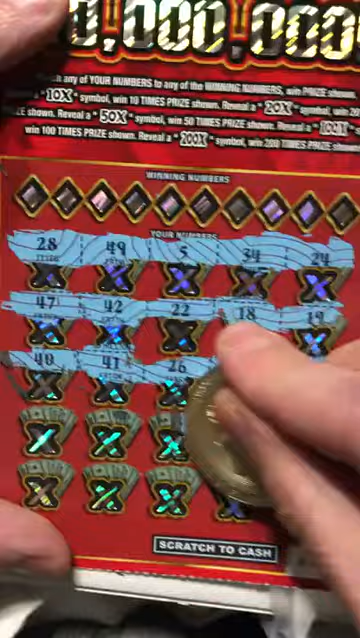 0,000,000
any of YOUR NUMBERS to any of the WINNING NUMBERS, win PRIZE shown.
10X symbol, win 10 TIMES PRIZE shown. Reveal a 20X symbol, win
shown. Reveal a 50X symbol, win 50 TIMES PRIZE shown. Reveal a 100X
win 100 TIMES PRIZE shown. Reveal a 200X symbol, win 200 TIMES PRIZE
WINNING NUMBERS
YOUR NUMBERS
28 49 5 34 24
47 42 22 18 19
40 41 26
SCRATCH TO CASH